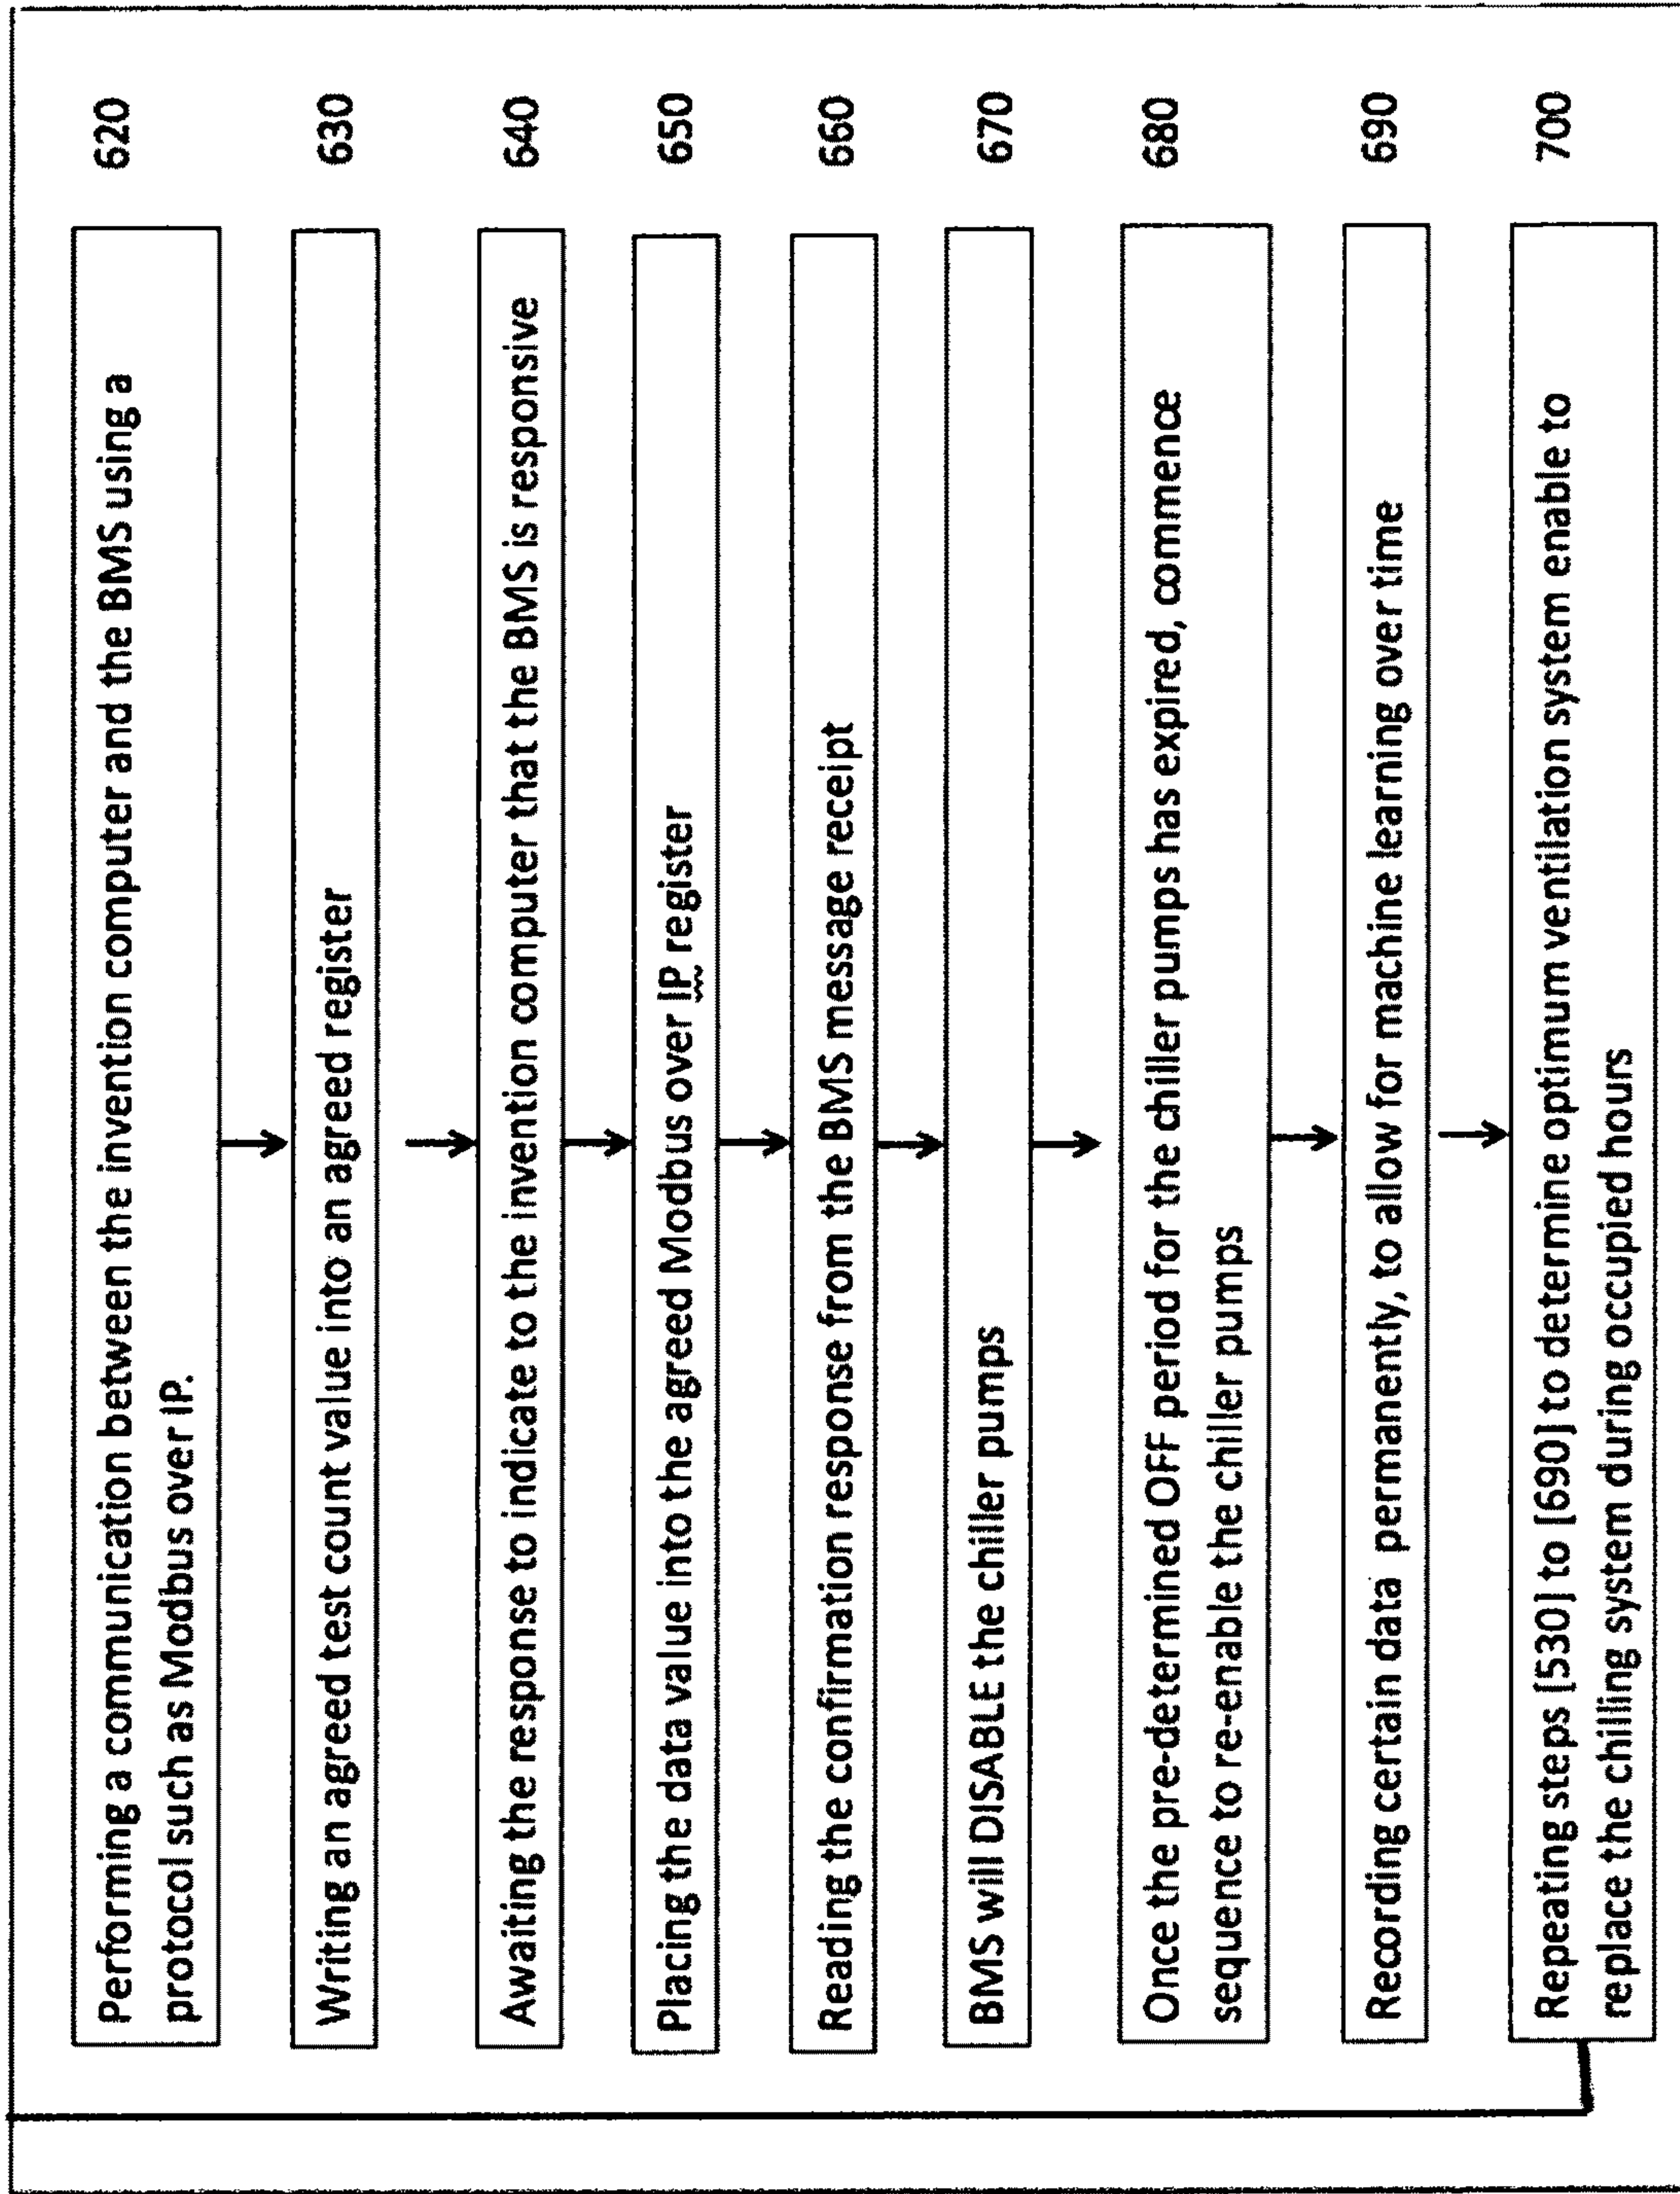 Performing a communication between the invention computer and the BMS using a
protocol such as Modbus over IP.
620
Writing an agreed test count value into an agreed register
630
Awaiting the response to indicate to the invention computer that the BMS is responsive
640
Placing the data value into the agreed Modbus over IP register
650
Reading the confirmation response from the BMS message receipt
660
BMS will DISABLE the chiller pumps
670
Once the pre-determined OFF period for the chiller pumps has expired, commence
sequence to re-enable the chiller pumps
680
Recording certain data permanently, to allow for machine learning over time
690
Repeating steps [530] to [690] to determine optimum ventilation system enable to
replace the chilling system during occupied hours
700